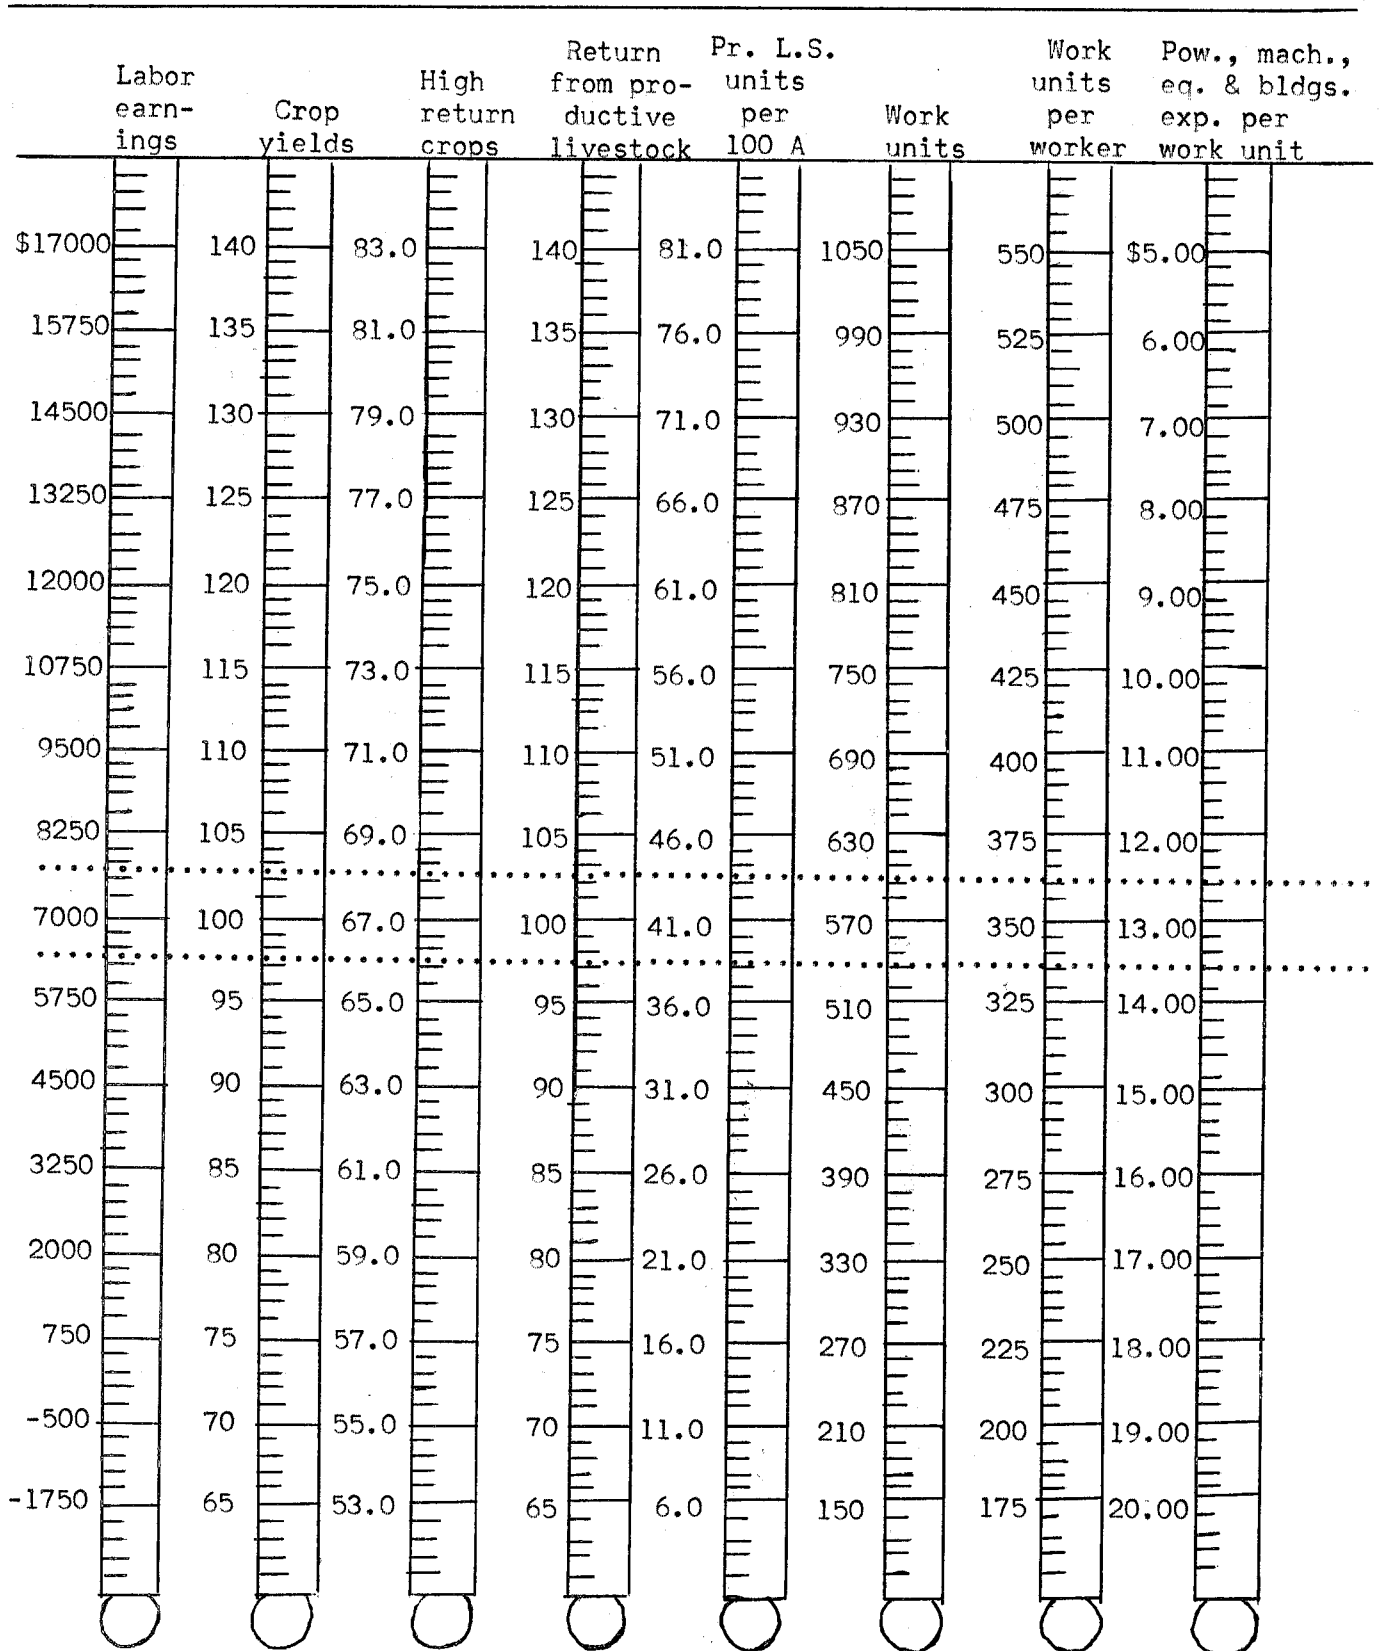 Labor
earn-
ings
Crop
yields
High
return
crops
Return
from pro-
ductive
livestock
Pr. L.S.
units
per
100 A
Work
units
Work
units
per
worker
Pow., mach.,
eq. & bldgs.
exp. per
work unit
$17000 140 83.0 140 81.0 1050 550 $5.00
15750 135 81.0 135 76.0 990 525 6.00
14500 130 79.0 130 71.0 930 500 7.00
13250 125 77.0 125 66.0 870 475 8.00
12000 120 75.0 120 61.0 810 450 9.00
10750 115 73.0 115 56.0 750 425 10.00
9500 110 71.0 110 51.0 690 400 11.00
8250 105 69.0 105 46.0 630 375 12.00
7000 100 67.0 100 41.0 570 350 13.00
5750 95 65.0 95 36.0 510 325 14.00
4500 90 63.0 90 31.0 450 300 15.00
3250 85 61.0 85 26.0 390 275 16.00
2000 80 59.0 80 21.0 330 250 17.00
750 75 57.0 75 16.0 270 225 18.00
-500 70 55.0 70 11.0 210 200 19.00
-1750 65 53.0 65 6.0 150 175 20.00